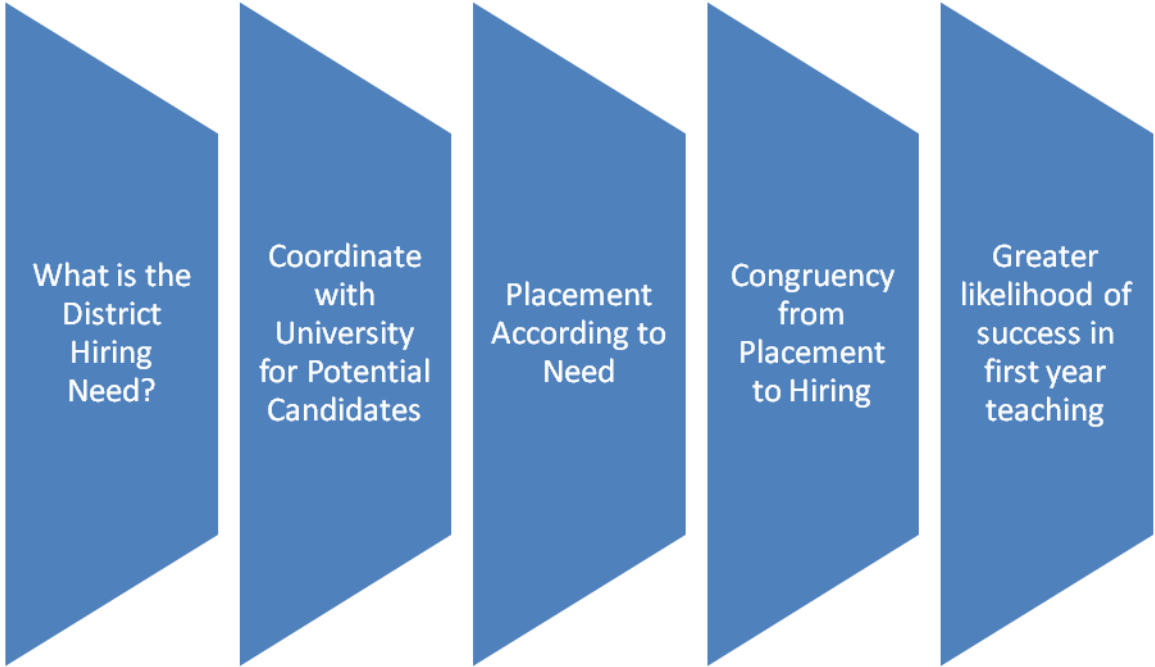 What is the
District
Hiring
Need?
Coordinate
with
University
for Potential
Candidates
Placement
According to
Need
Congruency
from
Placement
to Hiring
Greater
likelihood of
success in
first year
teaching